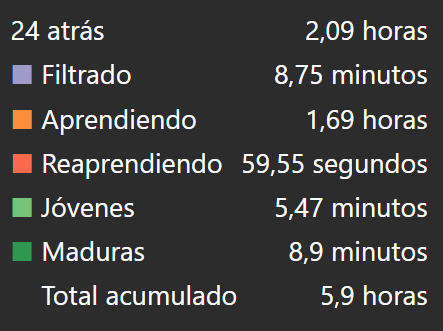 24 atrás 2,09 horas
Filtrado 8,75 minutos
Aprendiendo 1,69 horas
Reaprendiendo 59,55 segundos
Jóvenes 5,47 minutos
Maduras 8,9 minutos
Total acumulado 5,9 horas